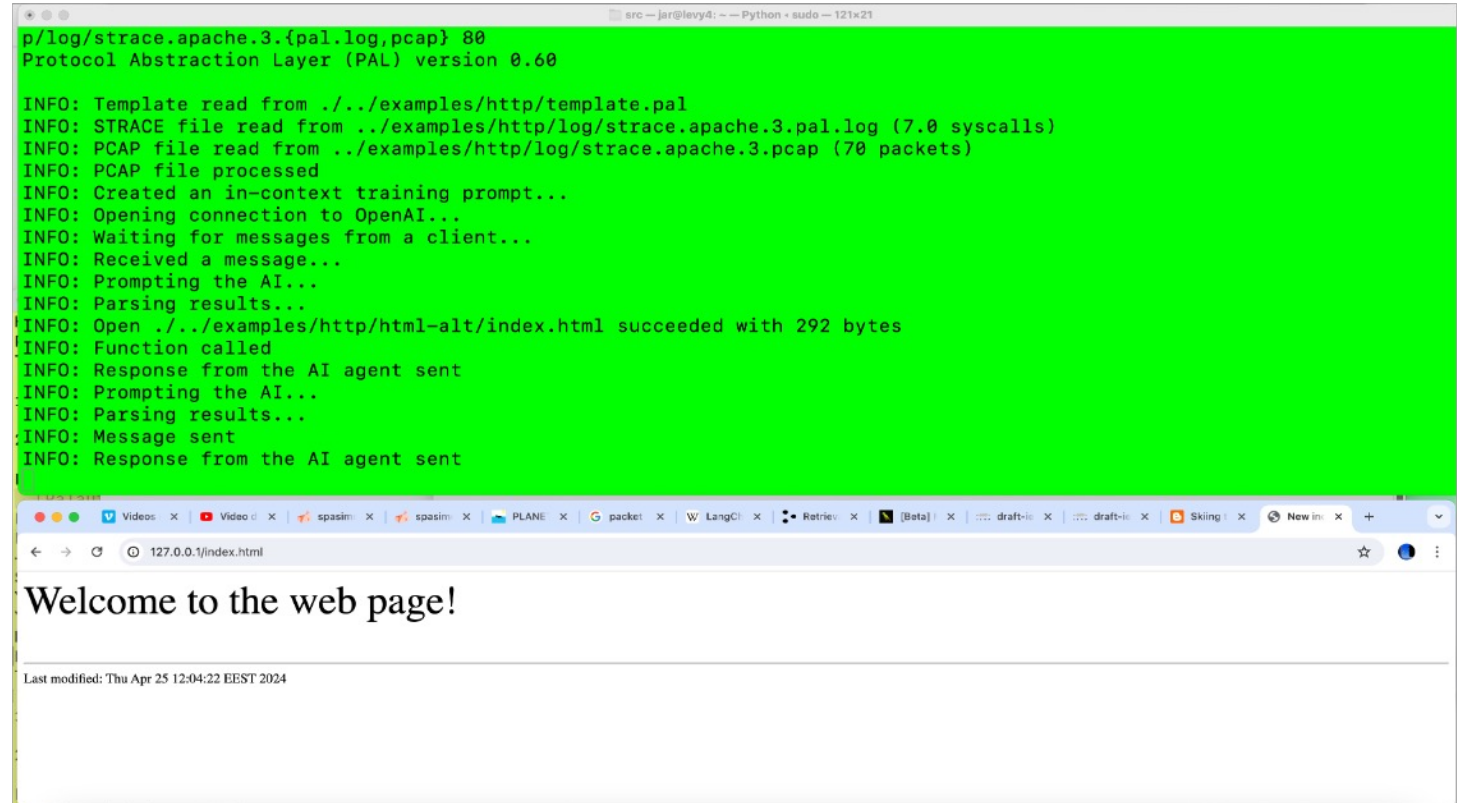 src — jar@levy4: ~ — Python • sudo — 121×21
p/log/strace.apache.3.{pal.log,pcap} 80
Protocol Abstraction Layer (PAL) version 0.60
INFO: Template read from ./../examples/http/template.pal
INFO: STRACE file read from ../examples/http/log/strace.apache.3.pal.log (7.0 syscalls)
INFO: PCAP file read from ../examples/http/log/strace.apache.3.pcap (70 packets)
INFO: PCAP file processed
INFO: Created an in-context training prompt...
INFO: Opening connection to OpenAI...
INFO: Waiting for messages from a client...
INFO: Received a message...
INFO: Prompting the AI...
INFO: Parsing results...
INFO: Open ./../examples/http/html-alt/index.html succeeded with 292 bytes
INFO: Function called
INFO: Response from the AI agent sent
INFO: Prompting the AI...
INFO: Parsing results...
INFO: Message sent
INFO: Response from the AI agent sent
Videos Video d spasim spasim PLANE packet LangCh Retriev [Beta] draft-ie draft-ie Skiing New in
127.0.0.1/index.html
Welcome to the web page!
Last modified: Thu Apr 25 12:04:22 EEST 2024